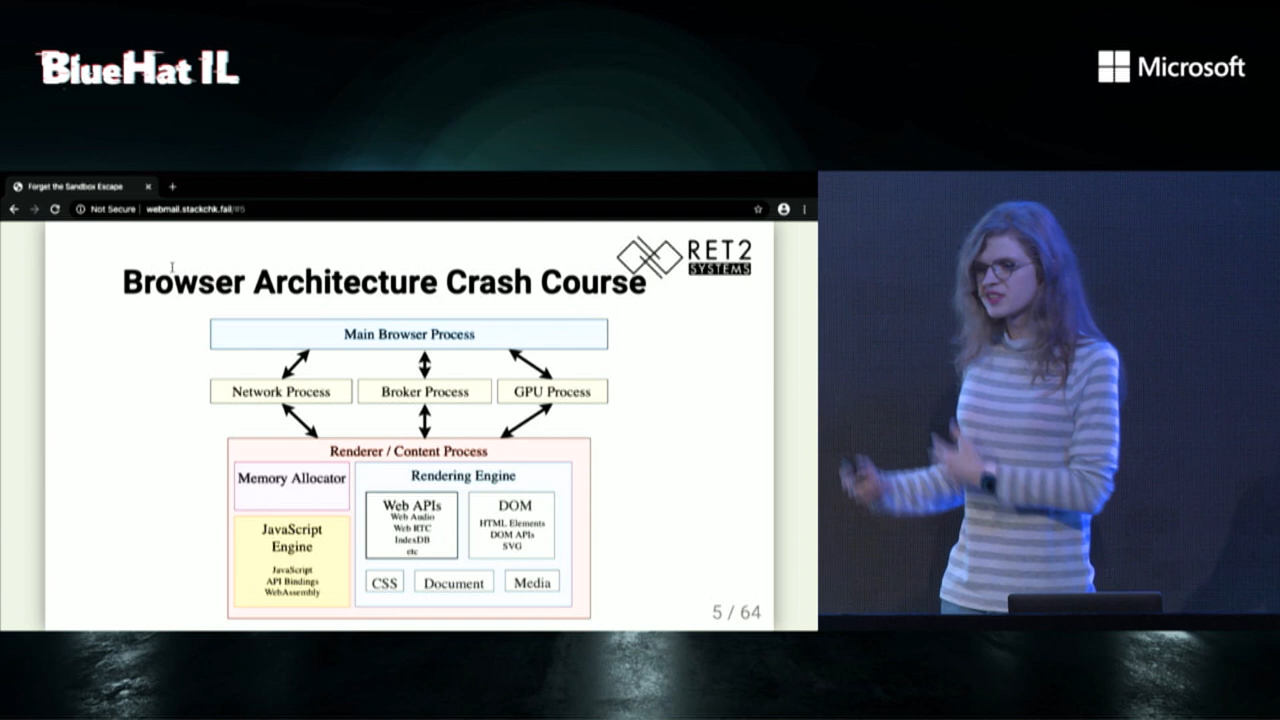 BlueHat IL
Microsoft
Forget the Sandbox Escape
Not Secure webmail.stackchk.fail/#5
RET2
SYSTEMS
Browser Architecture Crash Course
Main Browser Process
Network Process
Broker Process
GPU Process
Renderer / Content Process
Memory Allocator
JavaScript
Engine
JavaScript
API Bindings
WebAssembly
Rendering Engine
Web APIs
Web Audio
Web RTC
IndexDB
etc
DOM
HTML Elements
DOM APIs
SVG
CSS
Document
Media
5 / 64